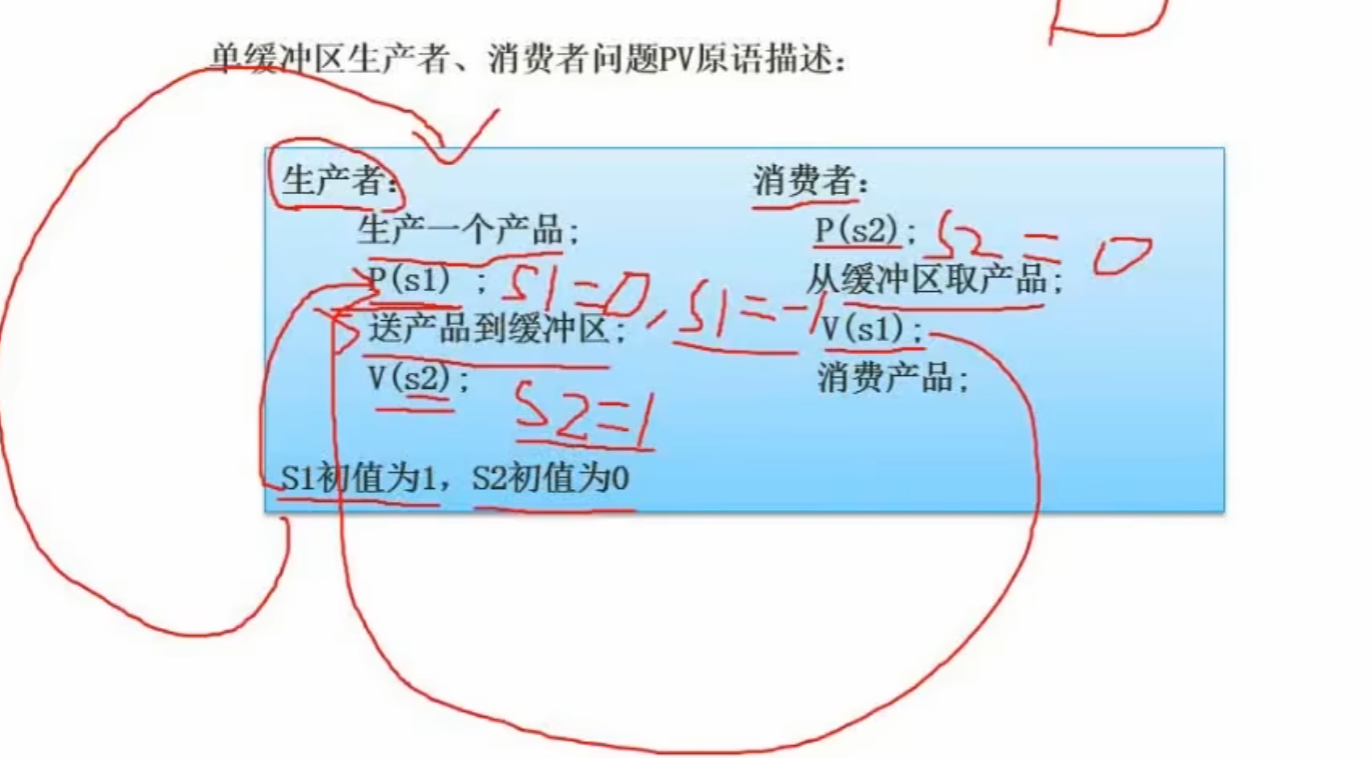 单缓冲区生产者、消费者问题PV原语描述：
生产者：
生产一个产品；
P(s1) ； S1=0, S1=-1
送产品到缓冲区；
V(s2)； S2=1
S1初值为1，S2初值为0
消费者：
P(s2)； S2=0
从缓冲区取产品；
V(s1)；
消费产品；